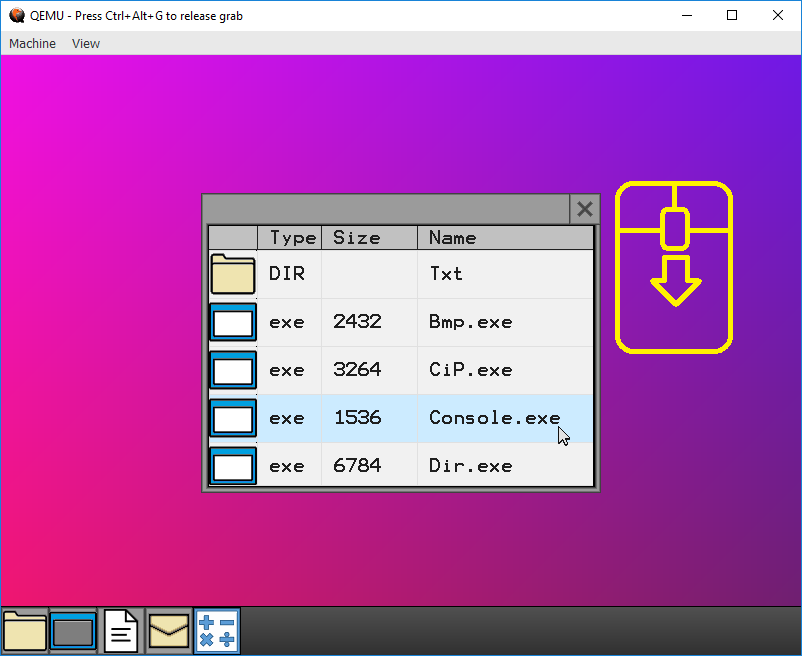 QEMU - Press Ctrl+Alt+G to release grab
Machine View
Type Size Name
DIR Txt
exe 2432 Bmp.exe
exe 3264 CiP.exe
exe 1536 Console.exe
exe 6784 Dir.exe